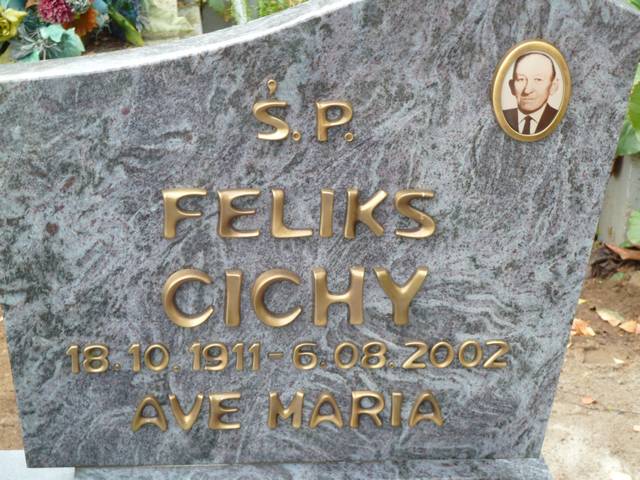 Ś.P.
FELIKS
CICHY
18.10.1911-6.08.2002
AVE MARIA